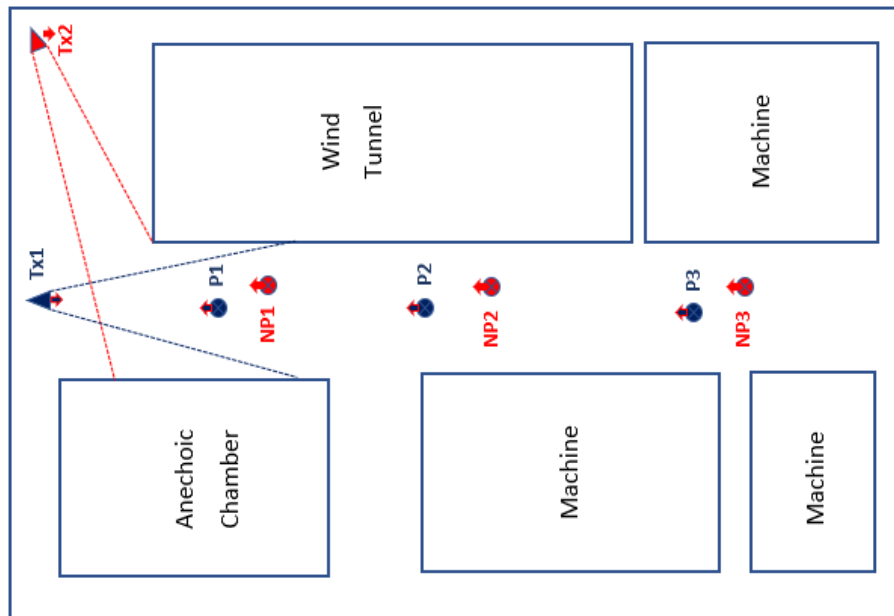 Tx2
Wind
Tunnel
Machine
Tx1
P1
P2
P3
NP1
NP2
NP3
Anechoic
Chamber
Machine
Machine